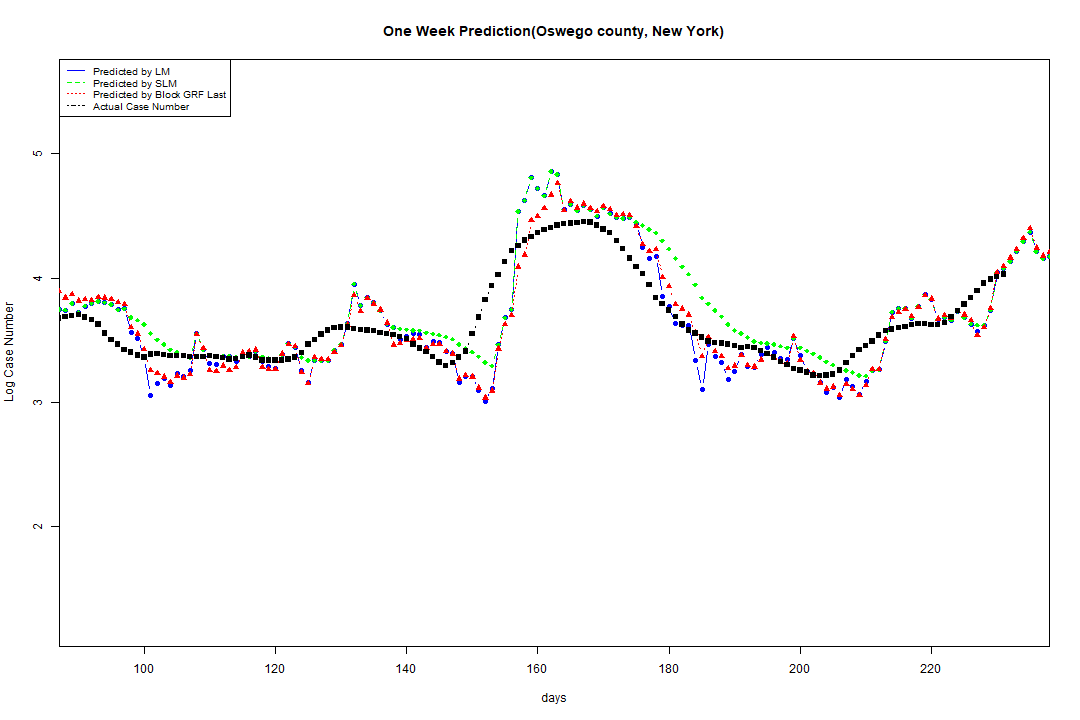 One Week Prediction(Oswego county, New York)
Predicted by LM
Predicted by SLM
Predicted by Block GRF Last
Actual Case Number
5
4
3
2
Log Case Number
100 120 140 160 180 200 220
days